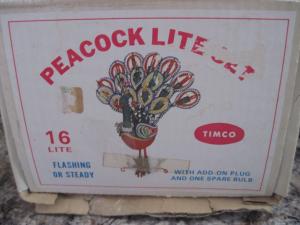 PEACOCK LITE SET
16
LITE
TIMCO
FLASHING
OR STEADY
WITH ADD-ON PLUG
AND ONE SPARE BULB